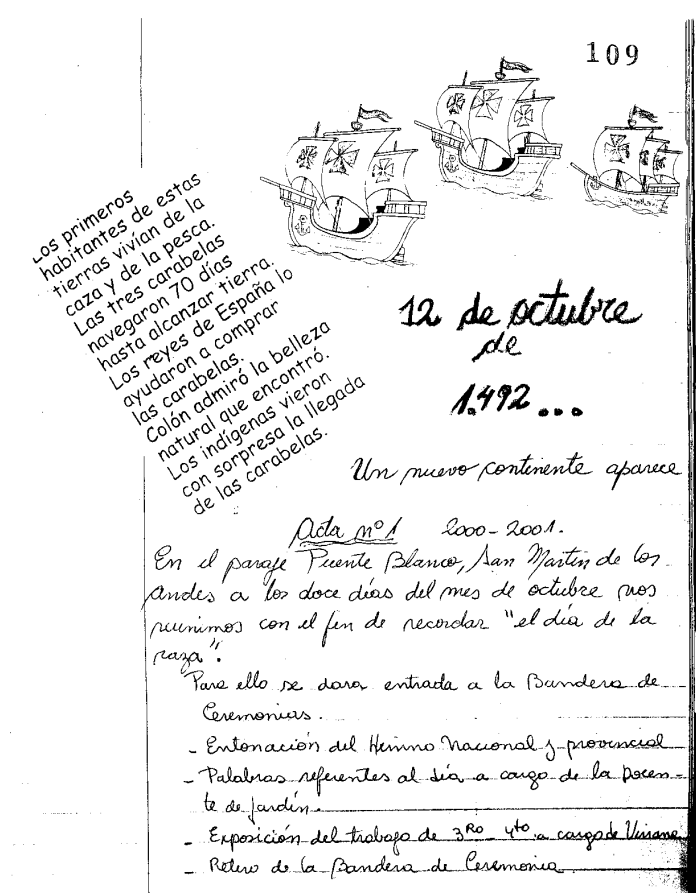 109
Los primeros
habitantes de estas
tierras vivían de la
caza y de la pesca.
Las tres carabelas
navegaron 70 días
hasta alcanzar tierra.
Los reyes de España lo
ayudaron a comprar
las carabelas.
Colón admiró la belleza
natural que encontró.
Los indígenas vieron
con sorpresa la llegada
de las carabelas.
12 de octubre
de
1.492...
Un nuevo continente aparece
Acta nº 1 2000-2001.
En el paraje Puente Blanco, San Martín de los
Andes a los doce días del mes de octubre nos
reunimos con el fin de recordar "el día de la
raza".
Para ello se dara entrada a la Bandera de
Ceremonias.
- Entonación del Himno Nacional y provincial
- Palabras referentes al día a cargo de la Docen-
te de Jardín.
- Exposición del trabajo de 3Ro - 4to a cargo de Viviana
- Retiro de la Bandera de Ceremonia.